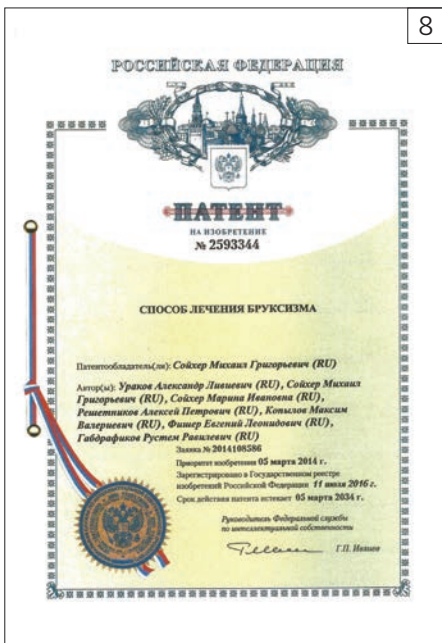 8
РОССИЙСКАЯ ФЕДЕРАЦИЯ
ПАТЕНТ
НА ИЗОБРЕТЕНИЕ
№ 2593344
СПОСОБ ЛЕЧЕНИЯ БРУКСИЗМА
Патентообладатель(ли): Сойхер Михаил Григорьевич (RU)
Автор(ы): Ураков Александр Ливиевич (RU), Сойхер Михаил
Григорьевич (RU), Сойхер Марина Ивановна (RU),
Решетников Алексей Петрович (RU), Копылов Максим
Валериевич (RU), Фишер Евгений Леонидович (RU),
Габдрафиков Рустем Равилевич (RU)
Заявка № 2014108586
Приоритет изобретения 05 марта 2014 г.
Зарегистрировано в Государственном реестре
изобретений Российской Федерации 11 июля 2016 г.
Срок действия патента истекает 05 марта 2034 г.
Руководитель Федеральной службы
по интеллектуальной собственности
Г.П. Ивлиев